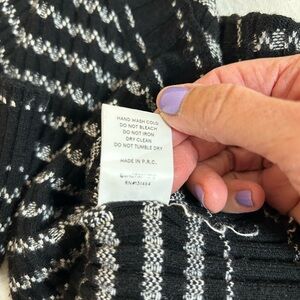 HAND WASH COLD
DO NOT BLEACH
DO NOT IRON
DRY CLEAN
DO NOT TUMBLE DRY
MADE IN P.R.C.